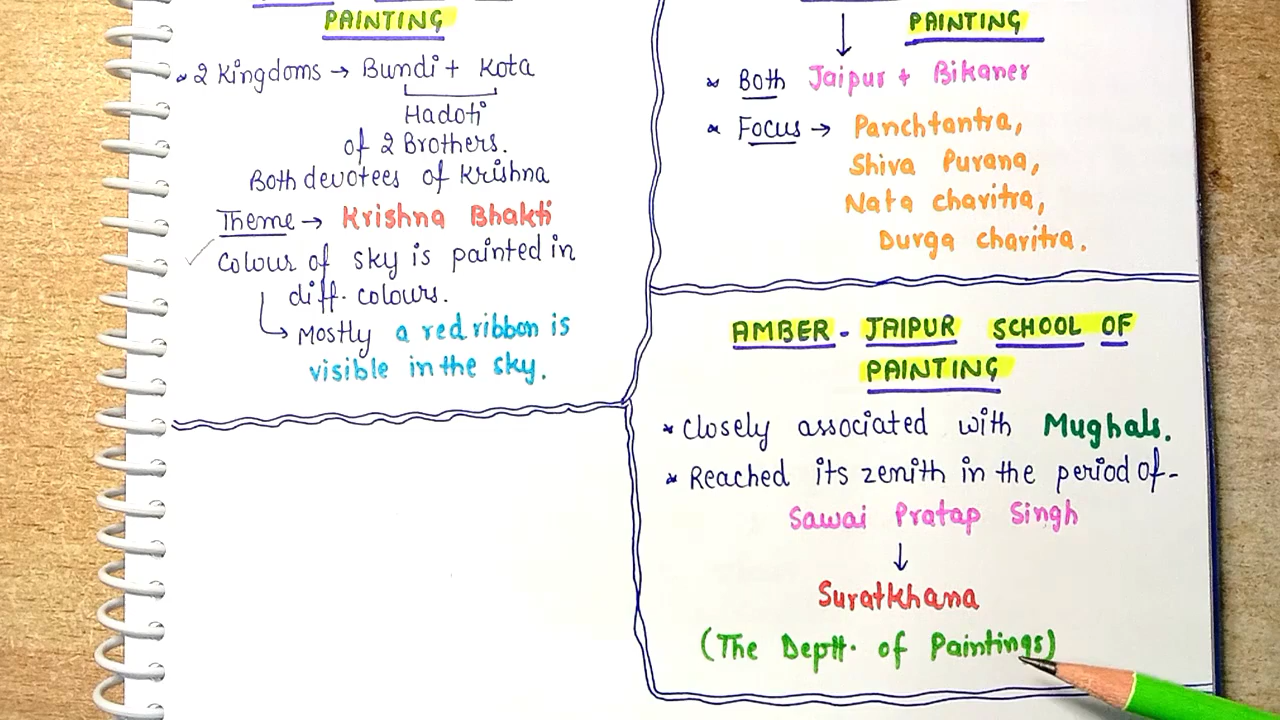 PAINTING
2 Kingdoms → Bundi + Kota
Hadoti
of 2 Brothers.
Both devotees of Krishna
Theme → Krishna Bhakti
Colour of sky is painted in
diff. colours.
Mostly a red ribbon is
visible in the sky.
PAINTING
Both Jaipur + Bikaner
Focus → Panchtantra,
Shiva Purana,
Nata charitra,
Durga charitra.
AMBER - JAIPUR SCHOOL OF
PAINTING
* Closely associated with Mughals.
* Reached its zenith in the period of -
Sawai Pratap Singh
↓
Suratkhana
(The Deptt. of Paintings)